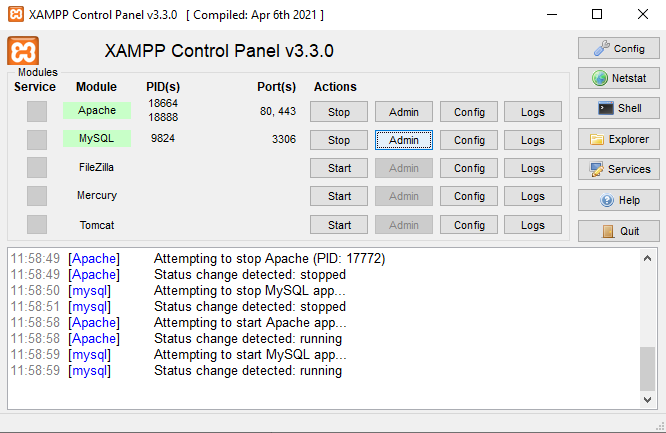 XAMPP Control Panel v3.3.0 [ Compiled: Apr 6th 2021 ]
XAMPP Control Panel v3.3.0
Config
Modules
Service Module PID(s) Port(s) Actions
Netstat
Apache 18664 18888 80, 443 Stop Admin Config Logs
Shell
MySQL 9824 3306 Stop Admin Config Logs
Explorer
FileZilla Start Admin Config Logs
Services
Mercury Start Admin Config Logs
Help
Tomcat Start Admin Config Logs
Quit
11:58:49 [Apache] Attempting to stop Apache (PID: 17772)
11:58:49 [Apache] Status change detected: stopped
11:58:50 [mysql] Attempting to stop MySQL app...
11:58:51 [mysql] Status change detected: stopped
11:58:58 [Apache] Attempting to start Apache app...
11:58:58 [Apache] Status change detected: running
11:58:59 [mysql] Attempting to start MySQL app...
11:58:59 [mysql] Status change detected: running